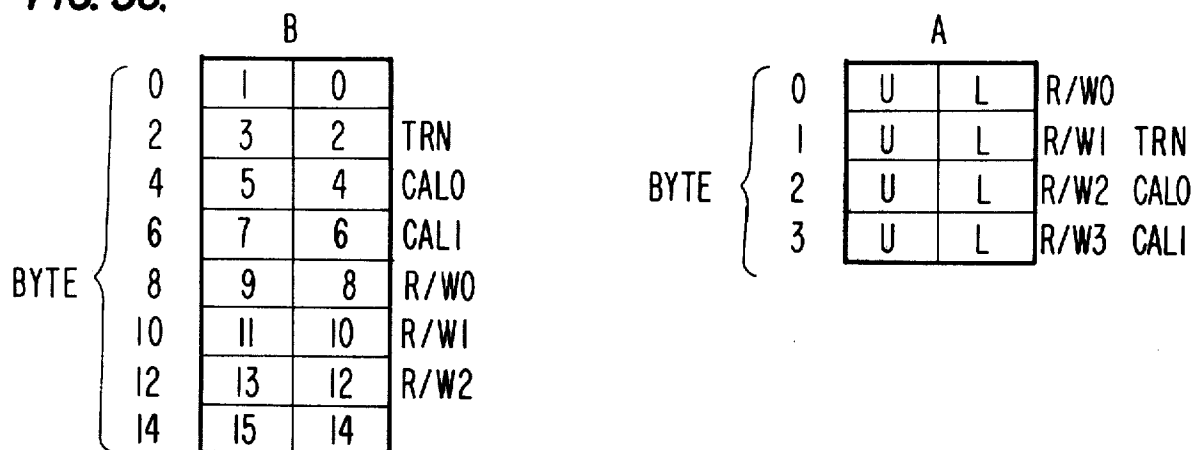 B
0 1 0
2 3 2 TRN
4 5 4 CAL0
6 7 6 CAL1
BYTE 8 9 8 R/W0
10 11 10 R/W1
12 13 12 R/W2
14 15 14
A
0 U L R/W0
1 U L R/W1 TRN
BYTE 2 U L R/W2 CAL0
3 U L R/W3 CAL1